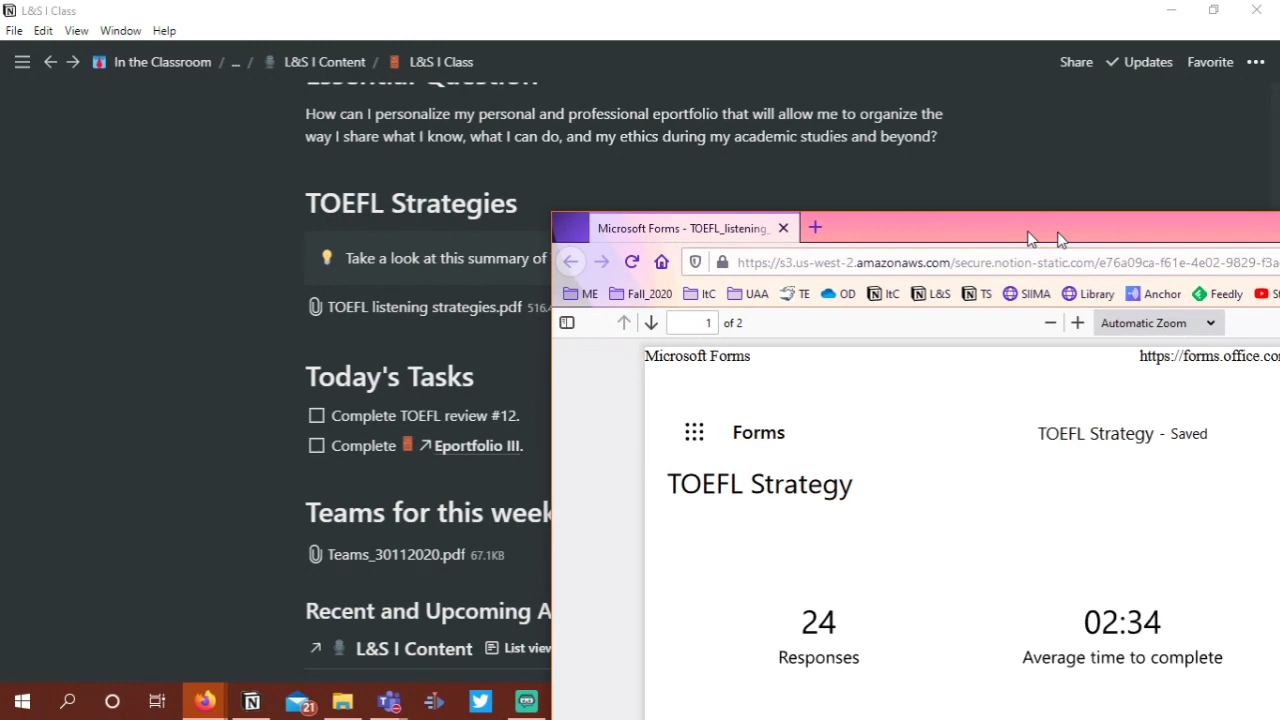 L&S I Class
File Edit View Window Help
In the Classroom / ... / L&S I Content / L&S I Class Share Updates Favorite
Essential Question
How can I personalize my personal and professional eportfolio that will allow me to organize the
way I share what I know, what I can do, and my ethics during my academic studies and beyond?
TOEFL Strategies
Take a look at this summary of
TOEFL listening strategies.pdf
Today's Tasks
Complete TOEFL review #12.
Complete Eportfolio III.
Teams for this week
Teams_30112020.pdf 67.1KB
Recent and Upcoming A
L&S I Content List view
21
Microsoft Forms - TOEFL_listening_
https://s3.us-west-2.amazonaws.com/secure.notion-static.com/e76a09ca-f61e-4e02-9829-f3a
ME Fall_2020 ItC UAA TE OD ItC L&S TS SIIMA Library Anchor Feedly
1 of 2 Automatic Zoom
Microsoft Forms https://forms.office.co
Forms TOEFL Strategy - Saved
TOEFL Strategy
24 02:34
Responses Average time to complete